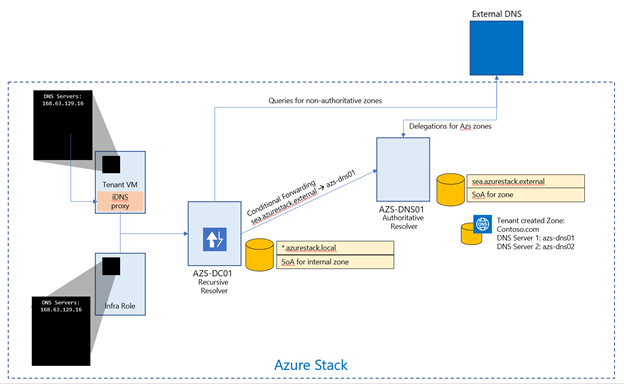 External DNS
DNS Servers:
168.63.129.16
Queries for non-authoritative zones
Delegations for Azs zones
Tenant VM
iDNS
proxy
Conditional Forwarding
sea.azurestack.external → azs-dns01
AZS-DNS01
Authoritative
Resolver
sea.azurestack.external
SoA for zone
DNS
Tenant created Zone:
Contoso.com
DNS Server 1: azs-dns01
DNS Server 2: azs-dns02
AZS-DC01
Recursive
Resolver
*.azurestack.local
SoA for internal zone
Infra Role
DNS Servers:
168.63.129.16
Azure Stack